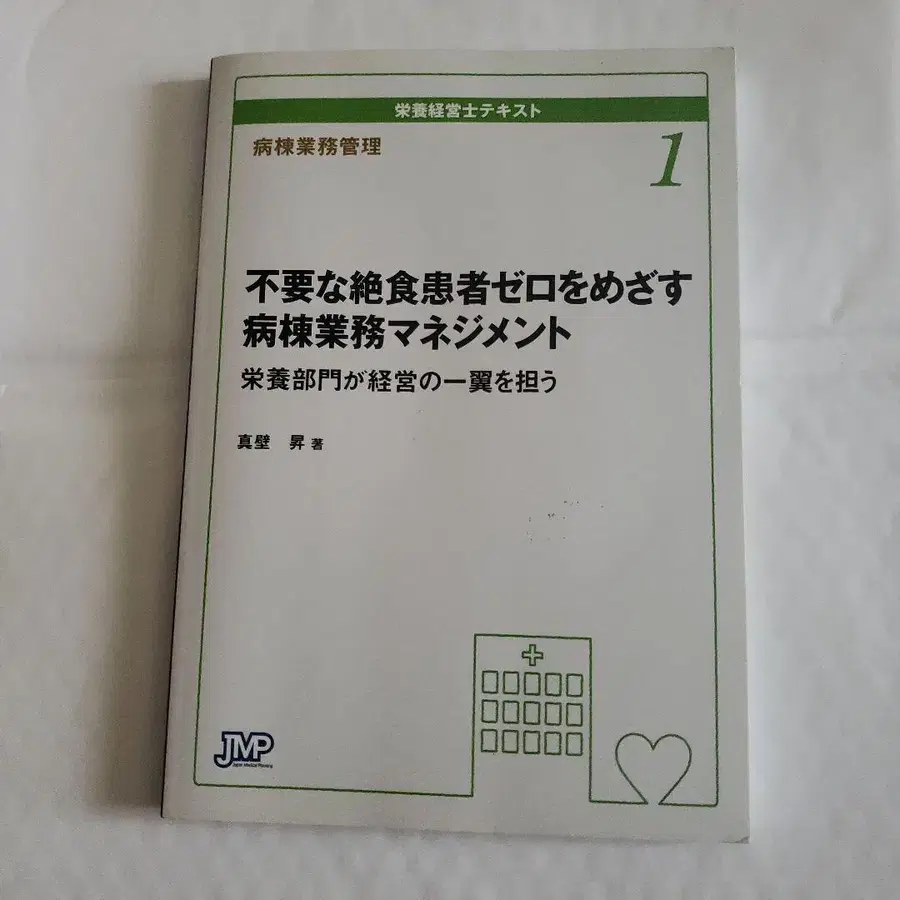 栄養経営士テキスト
病棟業務管理
1
不要な絶食患者ゼロをめざす
病棟業務マネジメント
栄養部門が経営の一翼を担う
真壁 昇 著
JMP
Japan Medical Planning